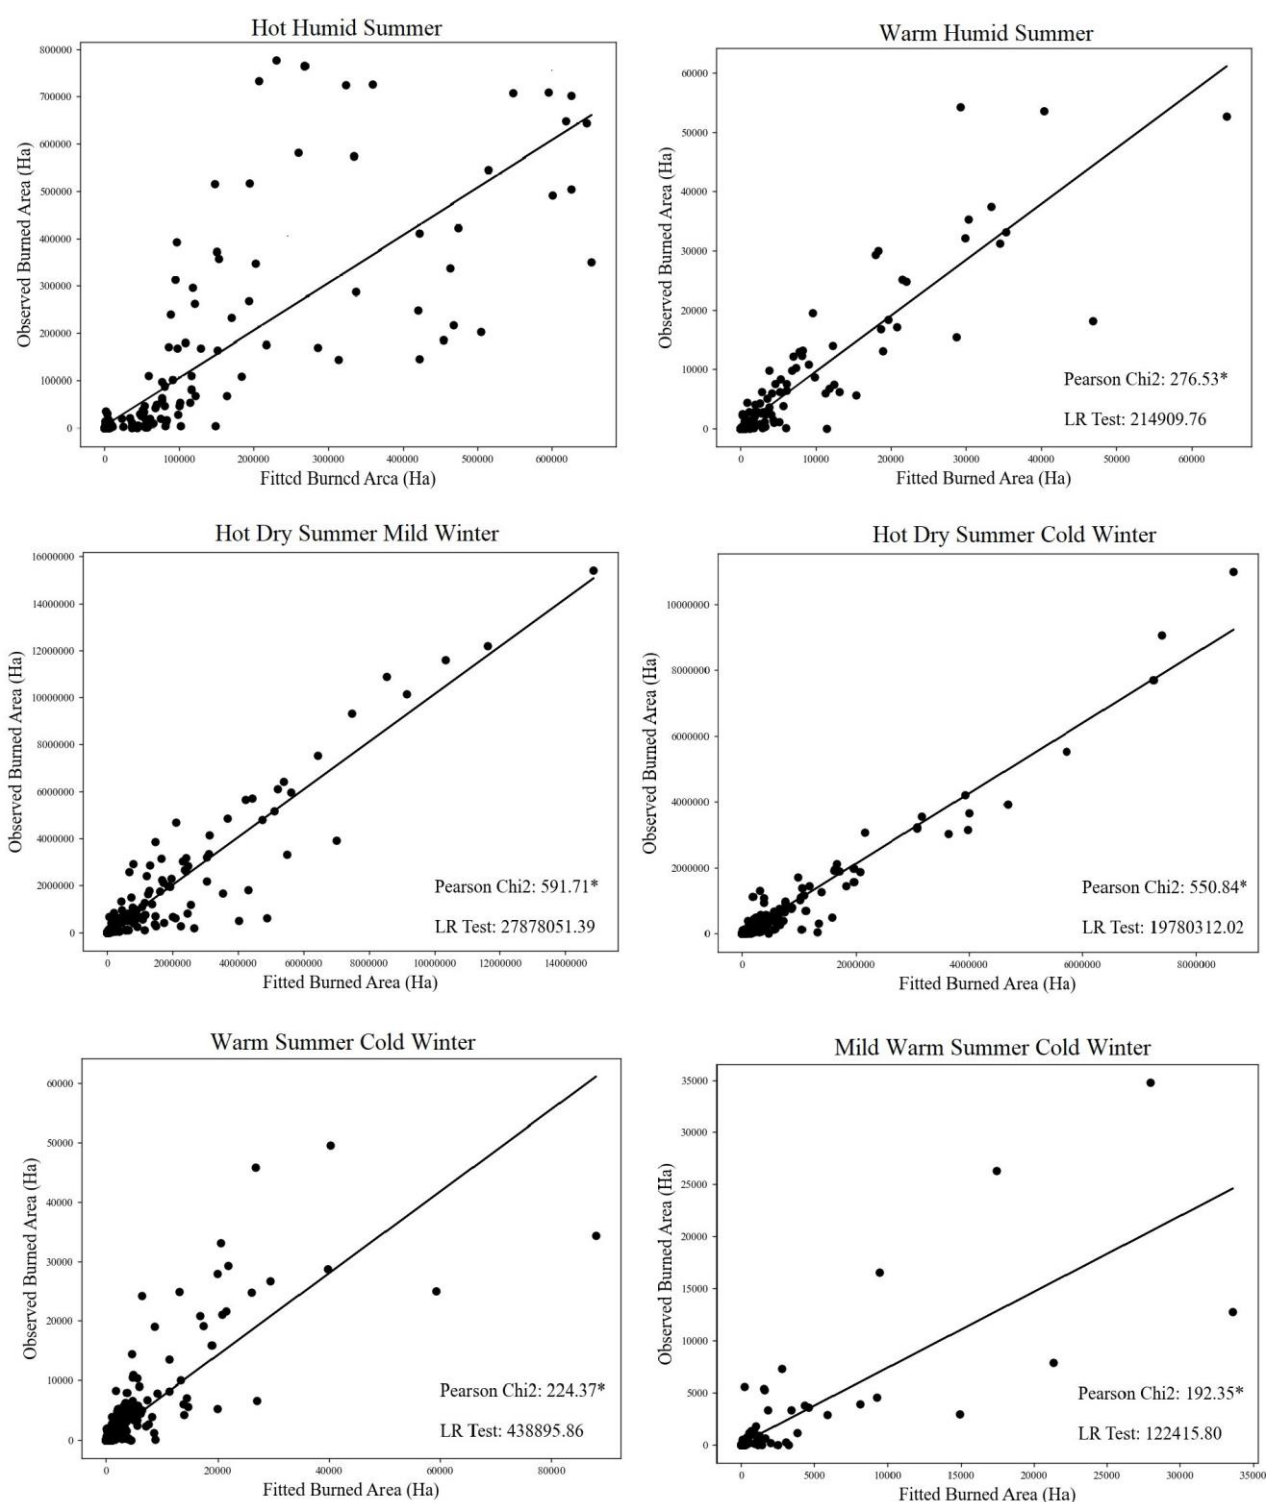 Hot Humid Summer
800000
700000
600000
500000
400000
300000
200000
100000
0
Observed Burned Area (Ha)
0 100000 200000 300000 400000 500000 600000
Fittcd Burncd Arca (Ha)
Warm Humid Summer
60000
50000
40000
30000
20000
10000
0
Observed Burned Area (Ha)
Pearson Chi2: 276.53*
LR Test: 214909.76
0 10000 20000 30000 40000 50000 60000
Fitted Burned Area (Ha)
Hot Dry Summer Mild Winter
16000000
14000000
12000000
10000000
8000000
6000000
4000000
2000000
0
Observed Burned Area (Ha)
Pearson Chi2: 591.71*
LR Test: 27878051.39
0 2000000 4000000 6000000 8000000 10000000 12000000 14000000
Fitted Burned Area (Ha)
Hot Dry Summer Cold Winter
10000000
8000000
6000000
4000000
2000000
0
Observed Burned Area (Ha)
Pearson Chi2: 550.84*
LR Test: 19780312.02
0 2000000 4000000 6000000 8000000
Fitted Burned Area (Ha)
Warm Summer Cold Winter
60000
50000
40000
30000
20000
10000
0
Observed Burned Area (Ha)
Pearson Chi2: 224.37*
LR Test: 438895.86
0 20000 40000 60000 80000
Fitted Burned Area (Ha)
Mild Warm Summer Cold Winter
35000
30000
25000
20000
15000
10000
5000
0
Observed Burned Area (Ha)
Pearson Chi2: 192.35*
LR Test: 122415.80
0 5000 10000 15000 20000 25000 30000 35000
Fitted Burned Area (Ha)